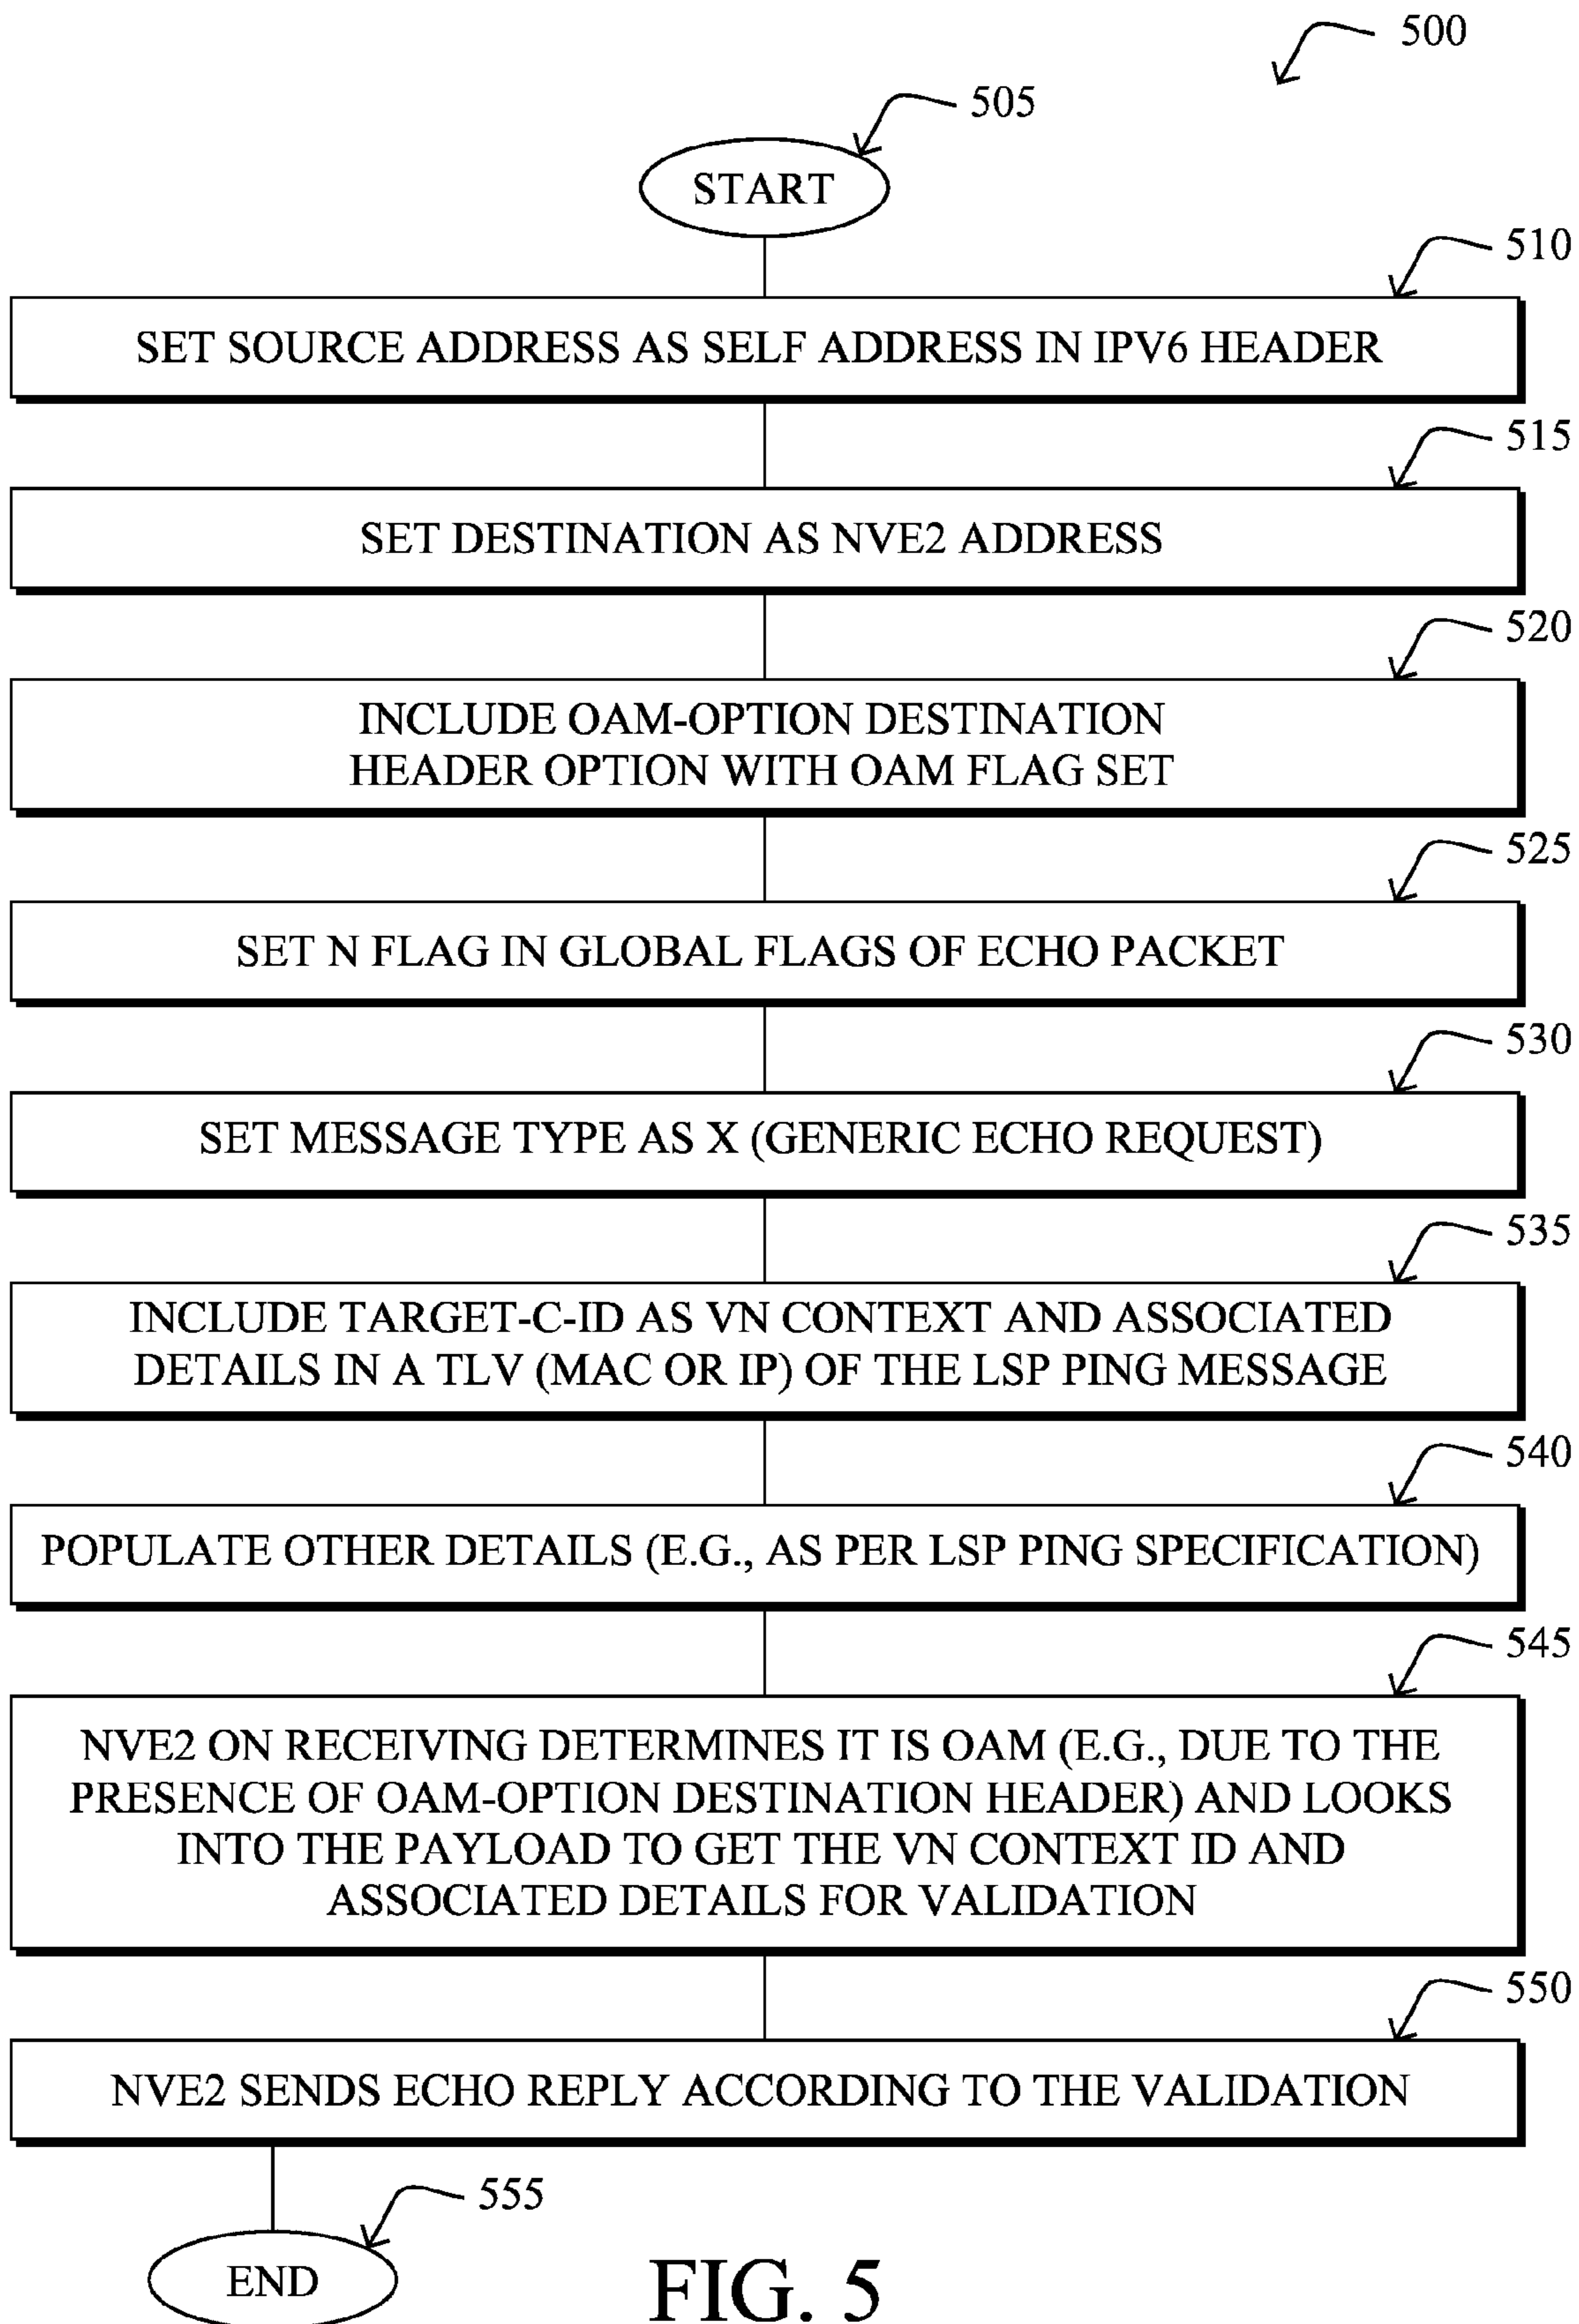 500
505
START
510
SET SOURCE ADDRESS AS SELF ADDRESS IN IPV6 HEADER
515
SET DESTINATION AS NVE2 ADDRESS
520
INCLUDE OAM-OPTION DESTINATION
HEADER OPTION WITH OAM FLAG SET
525
SET N FLAG IN GLOBAL FLAGS OF ECHO PACKET
530
SET MESSAGE TYPE AS X (GENERIC ECHO REQUEST)
535
INCLUDE TARGET-C-ID AS VN CONTEXT AND ASSOCIATED
DETAILS IN A TLV (MAC OR IP) OF THE LSP PING MESSAGE
540
POPULATE OTHER DETAILS (E.G., AS PER LSP PING SPECIFICATION)
545
NVE2 ON RECEIVING DETERMINES IT IS OAM (E.G., DUE TO THE
PRESENCE OF OAM-OPTION DESTINATION HEADER) AND LOOKS
INTO THE PAYLOAD TO GET THE VN CONTEXT ID AND
ASSOCIATED DETAILS FOR VALIDATION
550
NVE2 SENDS ECHO REPLY ACCORDING TO THE VALIDATION
555
END
FIG. 5